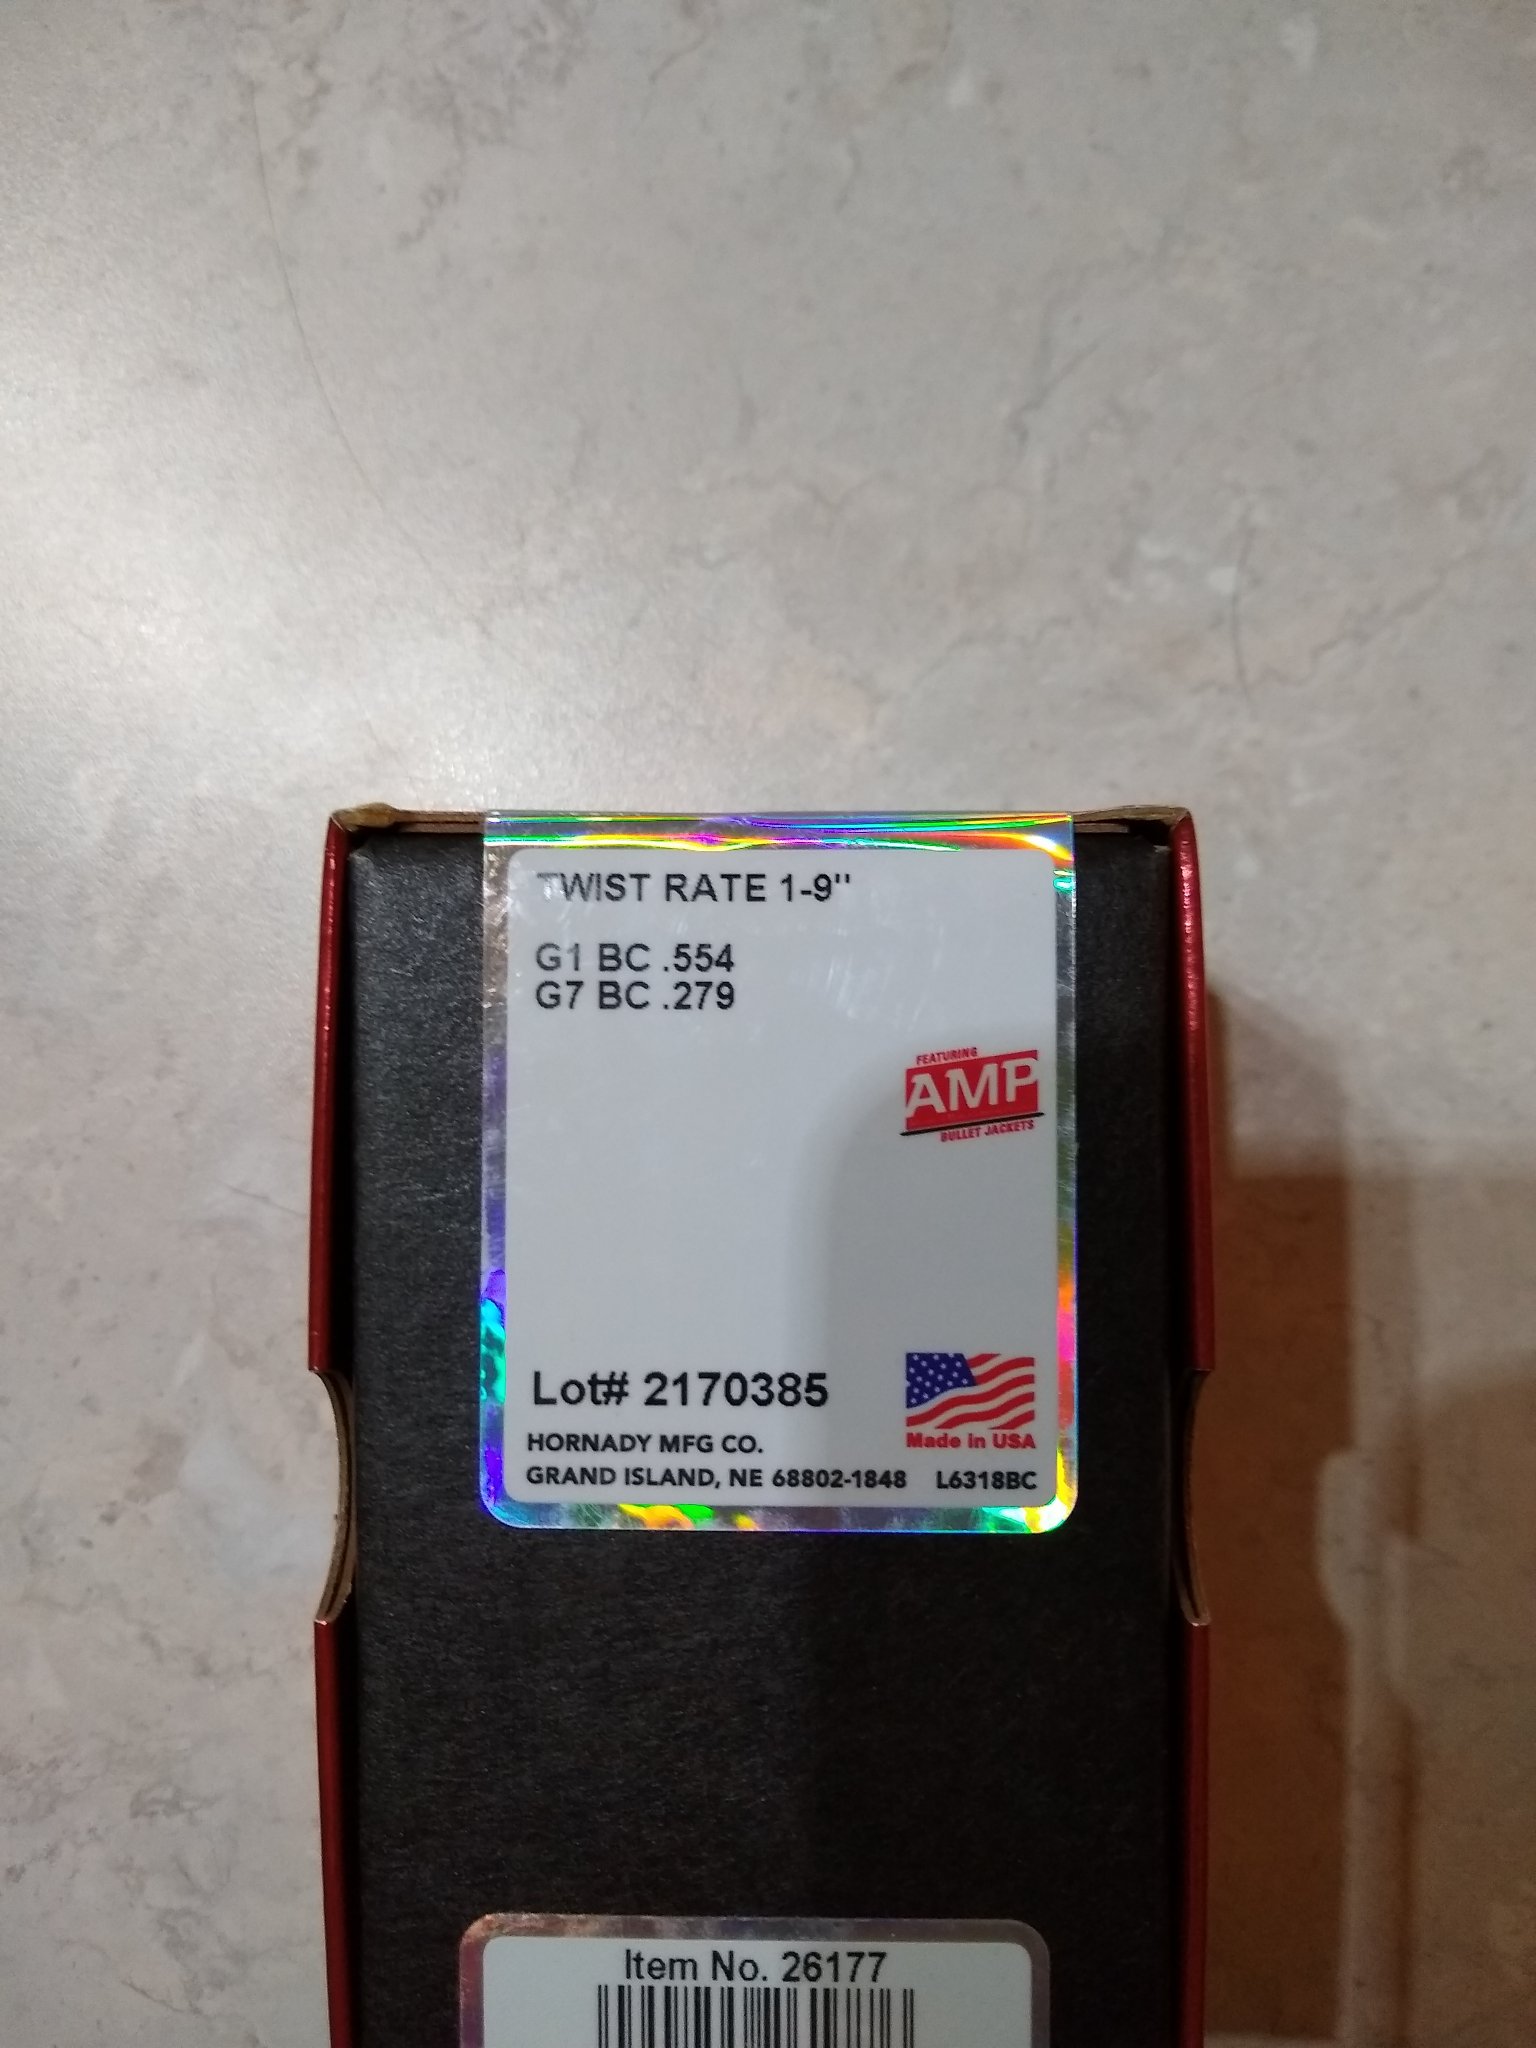 TWIST RATE 1-9"
G1 BC .554
G7 BC .279
FEATURING
AMP
BULLET JACKETS
Lot# 2170385
Made in USA
HORNADY MFG CO.
GRAND ISLAND, NE 68802-1848 L6318BC
Item No. 26177